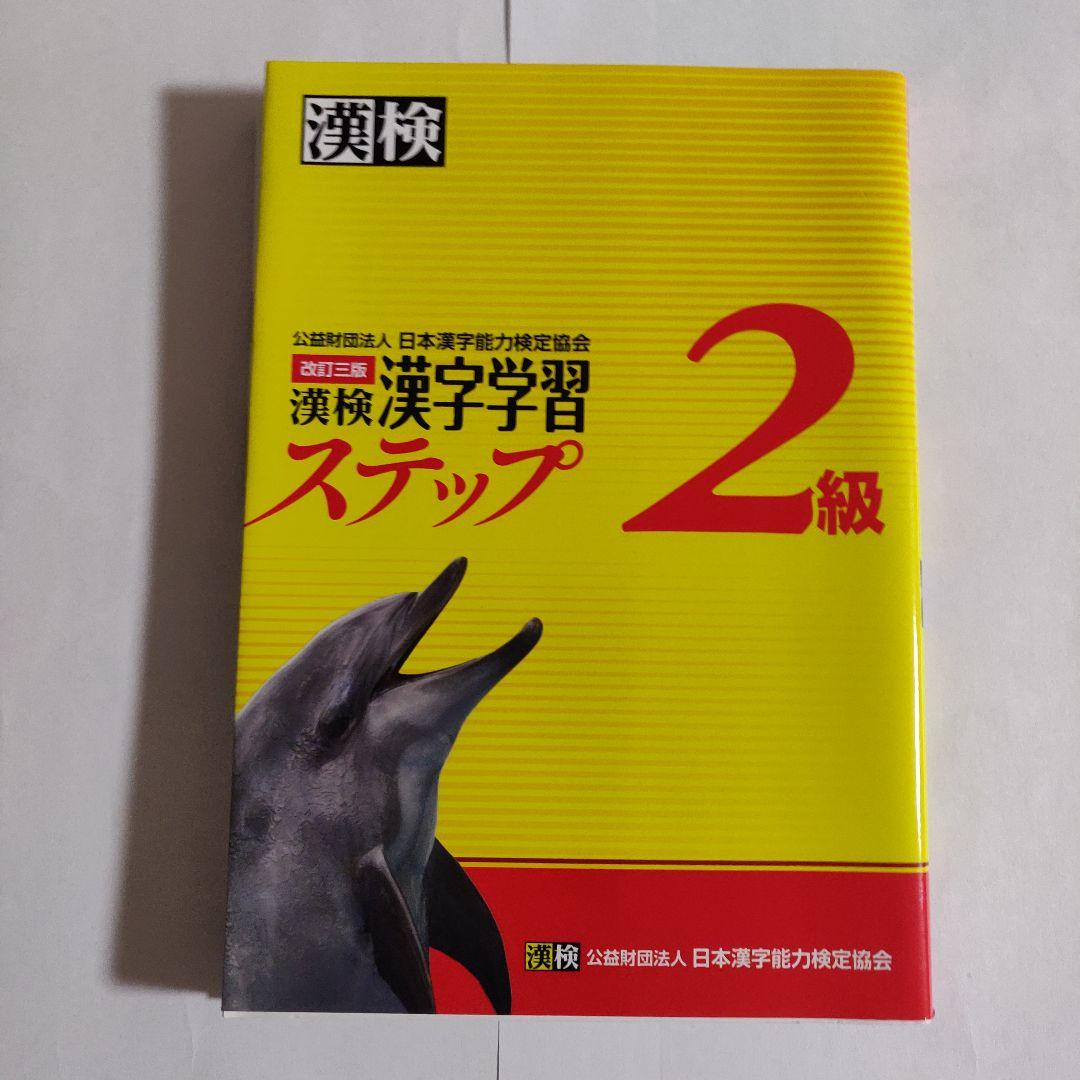 漢検
公益財団法人 日本漢字能力検定協会
改訂三版
漢検 漢字学習
ステップ
2級
漢検 公益財団法人 日本漢字能力検定協会